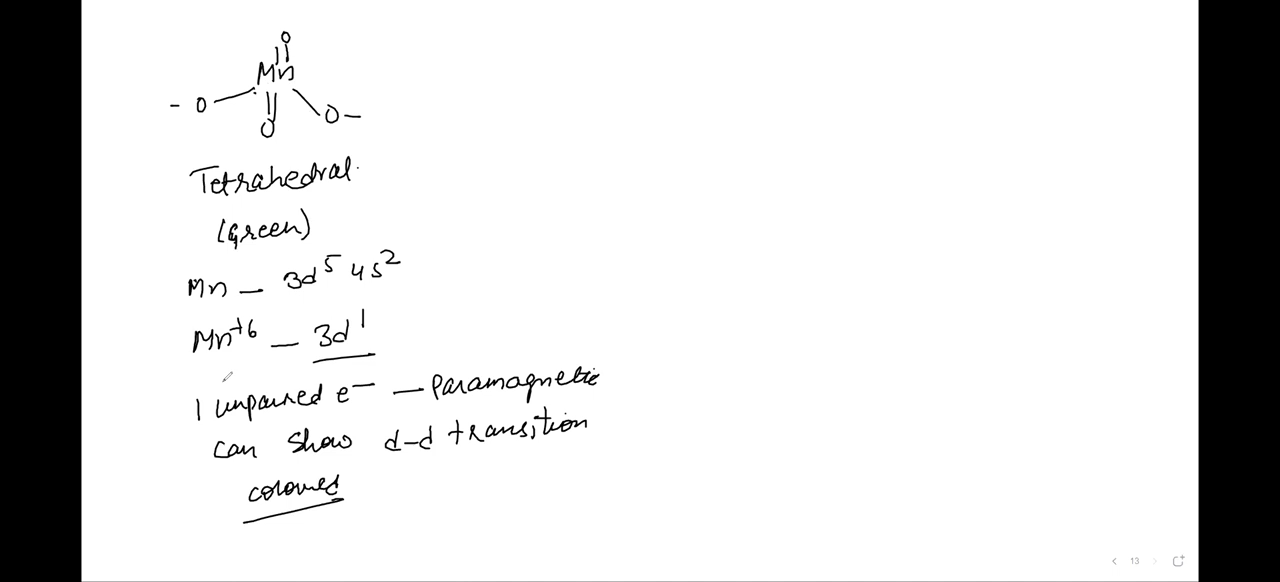 O
Mn
- O
O
O -
Tetrahedral.
(Green)
Mn - 3d⁵ 4s²
Mn⁺⁶ - 3d¹
1 unpaired e⁻ - Paramagnetic
can show d-d transition
coloured
13